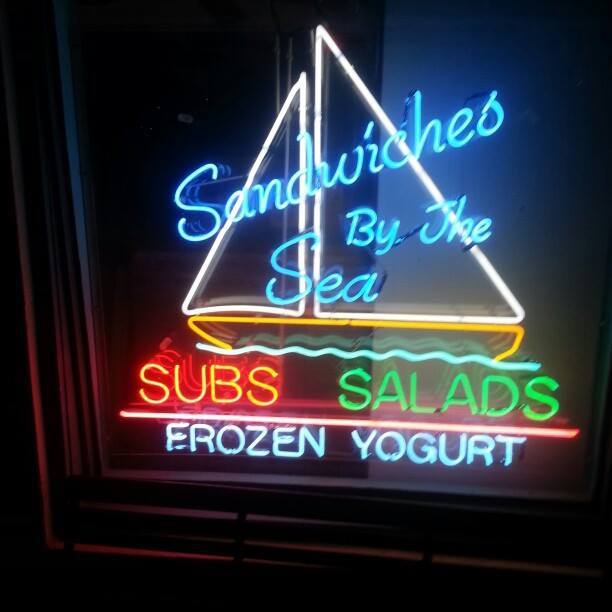 Sandwiches
By The
Sea
SUBS SALADS
FROZEN YOGURT